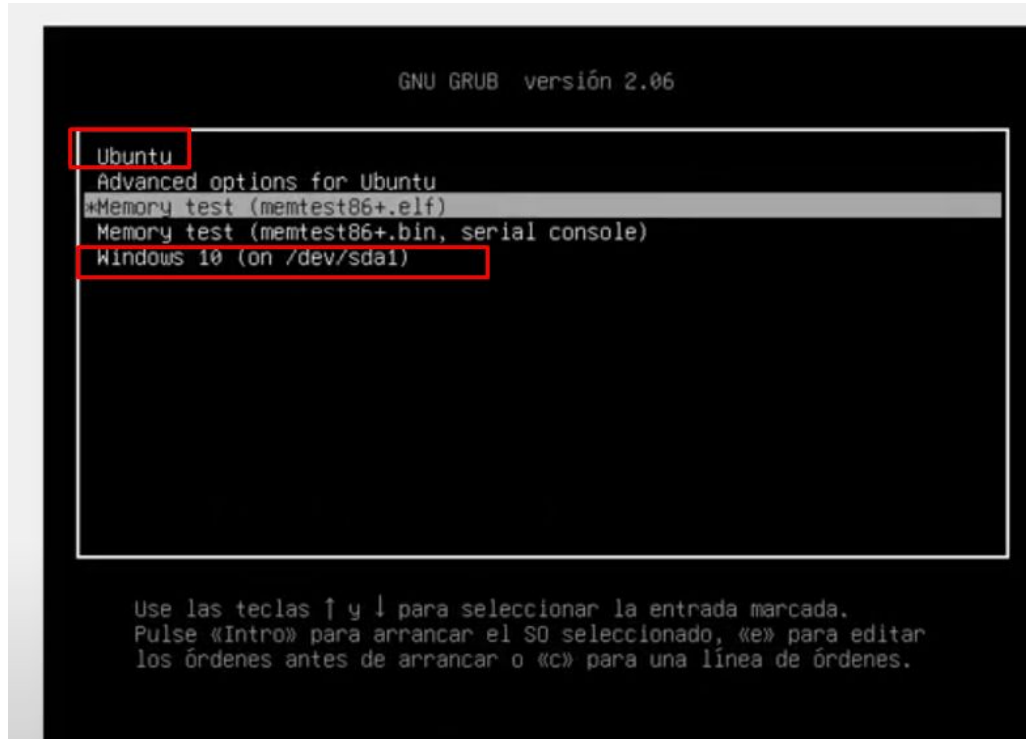 GNU GRUB versión 2.06
Ubuntu
Advanced options for Ubuntu
*Memory test (memtest86+.elf)
Memory test (memtest86+.bin, serial console)
Windows 10 (on /dev/sda1)
Use las teclas ↑ y ↓ para seleccionar la entrada marcada.
Pulse «Intro» para arrancar el SO seleccionado, «e» para editar
los órdenes antes de arrancar o «c» para una línea de órdenes.